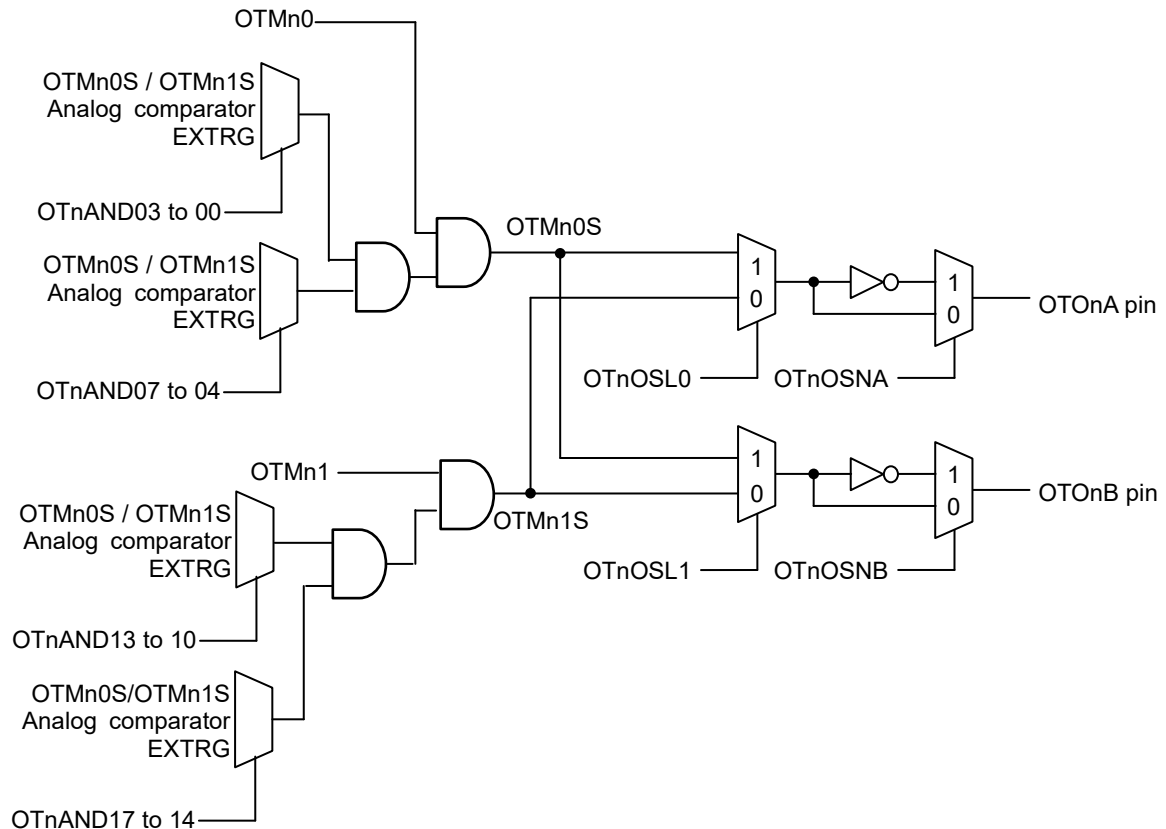 OTMn0
OTMn0S / OTMn1S
Analog comparator
EXTRG
OTnAND03 to 00
OTMn0S
OTMn0S / OTMn1S
Analog comparator
EXTRG
OTnAND07 to 04
1
0
1
0
OTOnA pin
OTnOSL0
OTnOSNA
OTMn1
OTMn1S
OTMn0S / OTMn1S
Analog comparator
EXTRG
OTnAND13 to 10
1
0
1
0
OTOnB pin
OTnOSL1
OTnOSNB
OTMn0S/OTMn1S
Analog comparator
EXTRG
OTnAND17 to 14